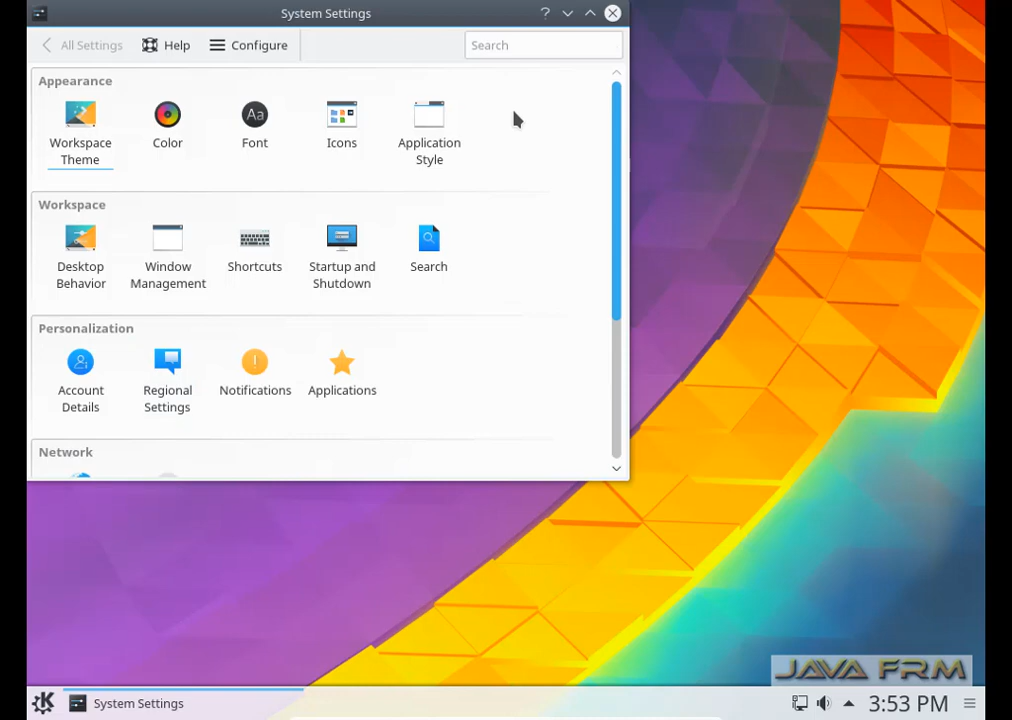 System Settings
All Settings
Help
Configure
Search
Appearance
Workspace
Theme
Color
Aa
Font
Icons
Application
Style
Workspace
Desktop
Behavior
Window
Management
Shortcuts
Startup and
Shutdown
Search
Personalization
Account
Details
Regional
Settings
Notifications
Applications
Network
JAVA FRM
System Settings
3:53 PM